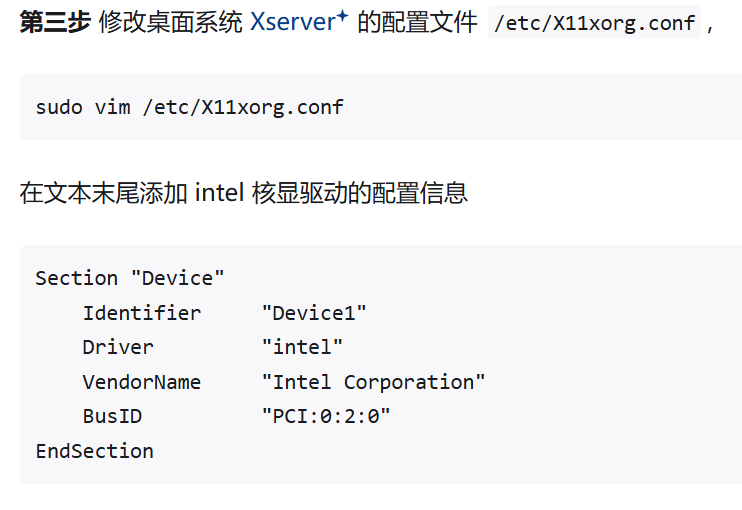 第三步 修改桌面系统 Xserver 的配置文件 /etc/X11xorg.conf ，
sudo vim /etc/X11xorg.conf
在文本末尾添加 intel 核显驱动的配置信息
Section "Device"
    Identifier     "Device1"
    Driver         "intel"
    VendorName     "Intel Corporation"
    BusID          "PCI:0:2:0"
EndSection